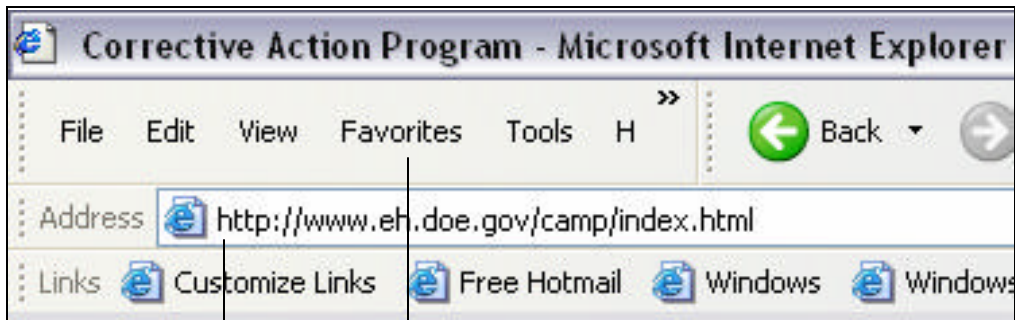 Corrective Action Program - Microsoft Internet Explorer
File Edit View Favorites Tools H » Back
Address http://www.eh.doe.gov/camp/index.html
Links Customize Links Free Hotmail Windows Windows